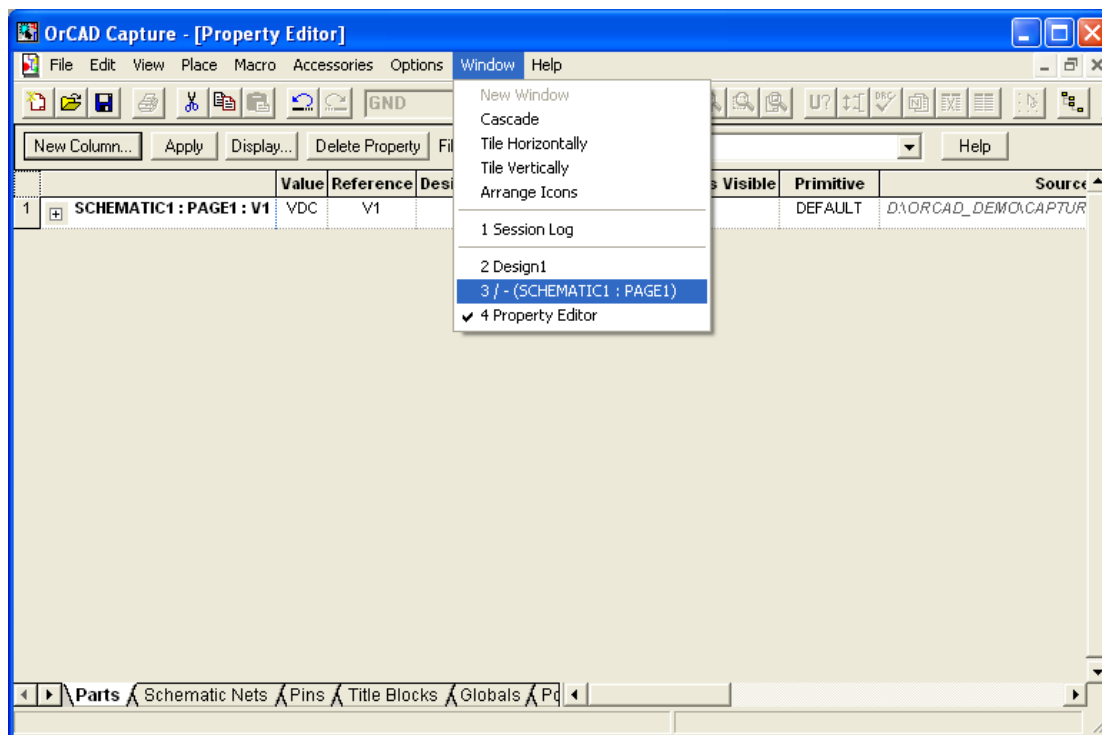 OrCAD Capture - [Property Editor]
File Edit View Place Macro Accessories Options Window Help
GND U?
New Column... Apply Display... Delete Property Help
New Window
Cascade
Tile Horizontally
Tile Vertically
Arrange Icons
1 Session Log
2 Design1
3 / - (SCHEMATIC1 : PAGE1)
4 Property Editor
Value Reference Visible Primitive
1 SCHEMATIC1 : PAGE1 : V1 VDC V1 DEFAULT D:\ORCAD_DEMO\CAPTUR
Parts Schematic Nets Pins Title Blocks Globals